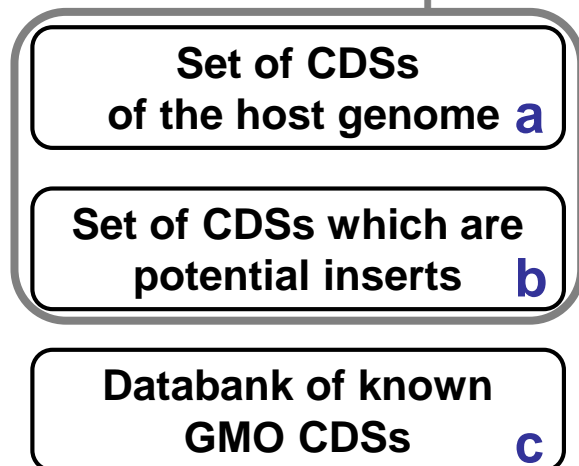 Set of CDSs
of the host genome a
Set of CDSs which are
potential inserts b
Databank of known
GMO CDSs c